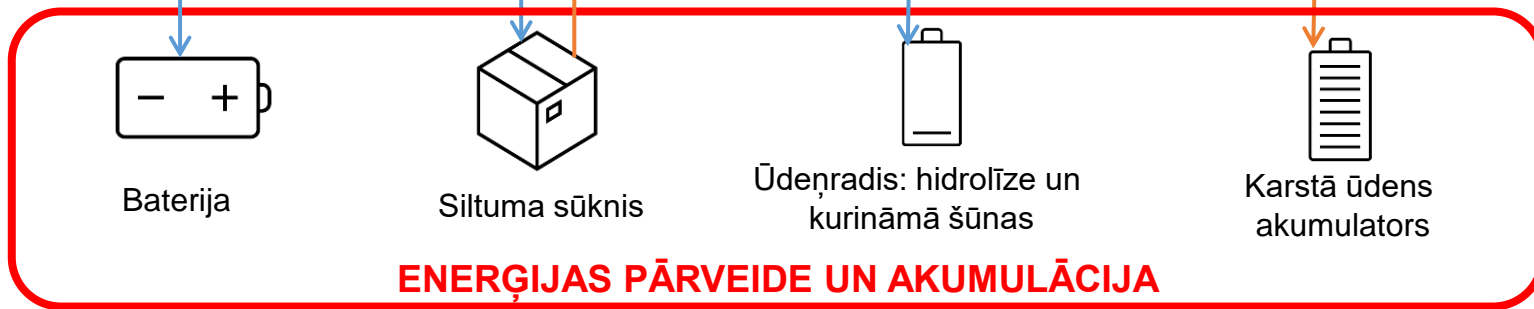 Baterija
Siltuma sūknis
Ūdeņradis: hidrolīze un
kurināmā šūnas
Karstā ūdens
akumulators
ENERĢIJAS PĀRVEIDE UN AKUMULĀCIJA